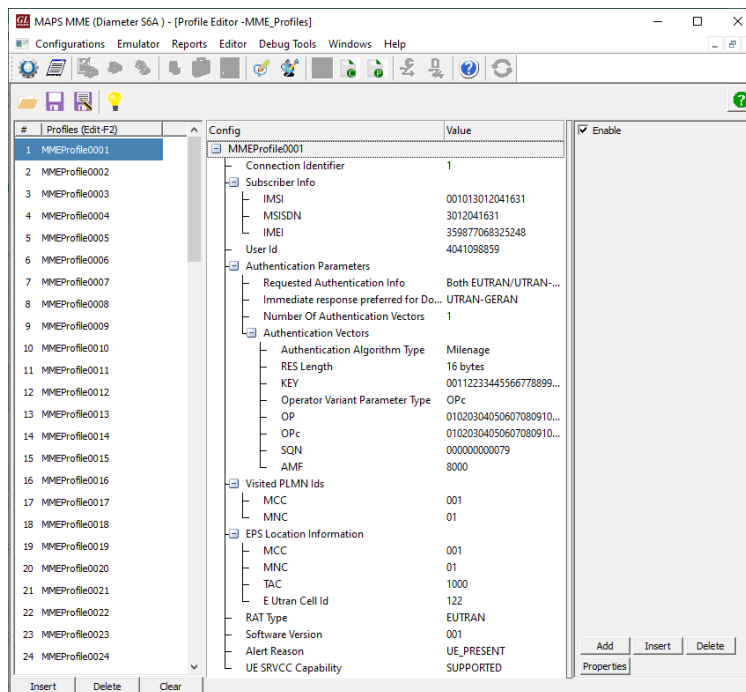 MAPS MME (Diameter S6A ) - [Profile Editor -MME_Profiles]
Configurations Emulator Reports Editor Debug Tools Windows Help
# Profiles (Edit-F2)
1 MMEProfile0001
2 MMEProfile0002
3 MMEProfile0003
4 MMEProfile0004
5 MMEProfile0005
6 MMEProfile0006
7 MMEProfile0007
8 MMEProfile0008
9 MMEProfile0009
10 MMEProfile0010
11 MMEProfile0011
12 MMEProfile0012
13 MMEProfile0013
14 MMEProfile0014
15 MMEProfile0015
16 MMEProfile0016
17 MMEProfile0017
18 MMEProfile0018
19 MMEProfile0019
20 MMEProfile0020
21 MMEProfile0021
22 MMEProfile0022
23 MMEProfile0023
24 MMEProfile0024
Insert Delete Clear
Config Value
MMEProfile0001
Connection Identifier 1
Subscriber Info
IMSI 001013012041631
MSISDN 3012041631
IMEI 359877068325248
User Id 4041098859
Authentication Parameters
Requested Authentication Info Both EUTRAN/UTRAN-...
Immediate response preferred for Do... UTRAN-GERAN
Number Of Authentication Vectors 1
Authentication Vectors
Authentication Algorithm Type Milenage
RES Length 16 bytes
KEY 00112233445566778899...
Operator Variant Parameter Type OPc
OP 01020304050607080910...
OPc 01020304050607080910...
SQN 000000000079
AMF 8000
Visited PLMN Ids
MCC 001
MNC 01
EPS Location Information
MCC 001
MNC 01
TAC 1000
E Utran Cell Id 122
RAT Type EUTRAN
Software Version 001
Alert Reason UE_PRESENT
UE SRVCC Capability SUPPORTED
Enable
Add Insert Delete
Properties